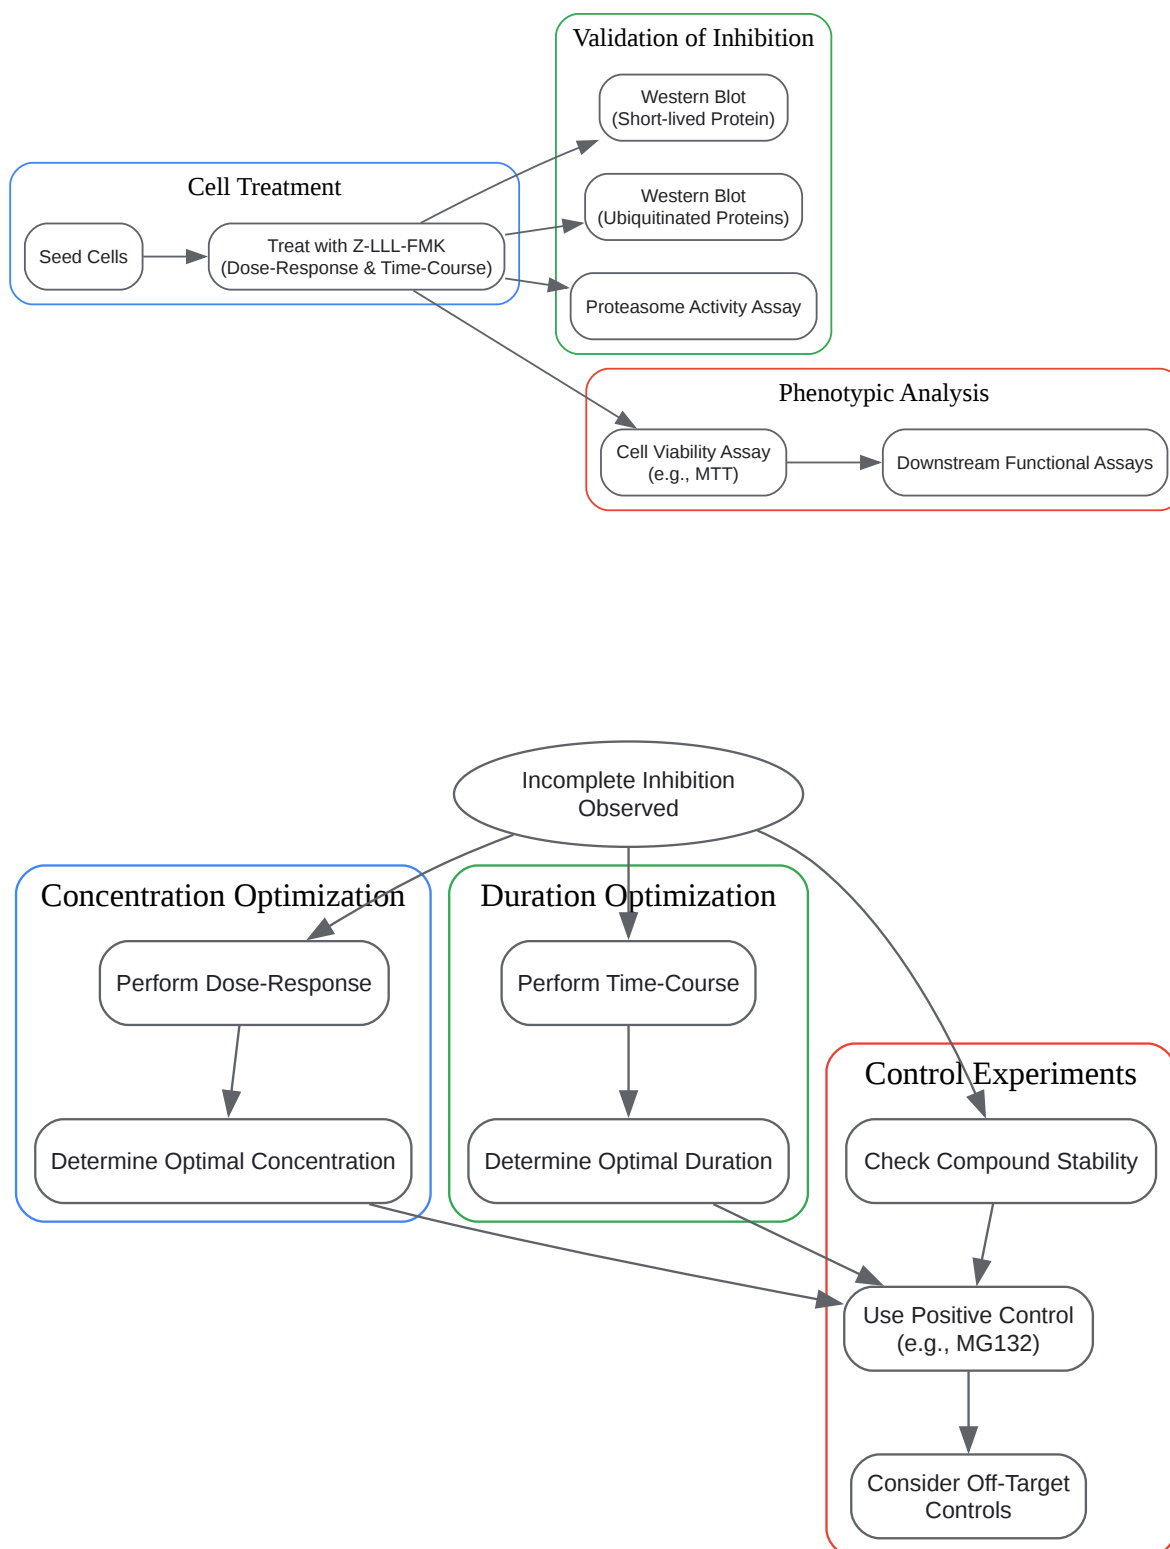 Validation of Inhibition
Western Blot
(Short-lived Protein)
Western Blot
(Ubiquitinated Proteins)
Proteasome Activity Assay
Cell Treatment
Seed Cells
Treat with Z-LLL-FMK
(Dose-Response & Time-Course)
Phenotypic Analysis
Cell Viability Assay
(e.g., MTT)
Downstream Functional Assays
Incomplete Inhibition
Observed
Concentration Optimization
Perform Dose-Response
Determine Optimal Concentration
Duration Optimization
Perform Time-Course
Determine Optimal Duration
Control Experiments
Check Compound Stability
Use Positive Control
(e.g., MG132)
Consider Off-Target
Controls